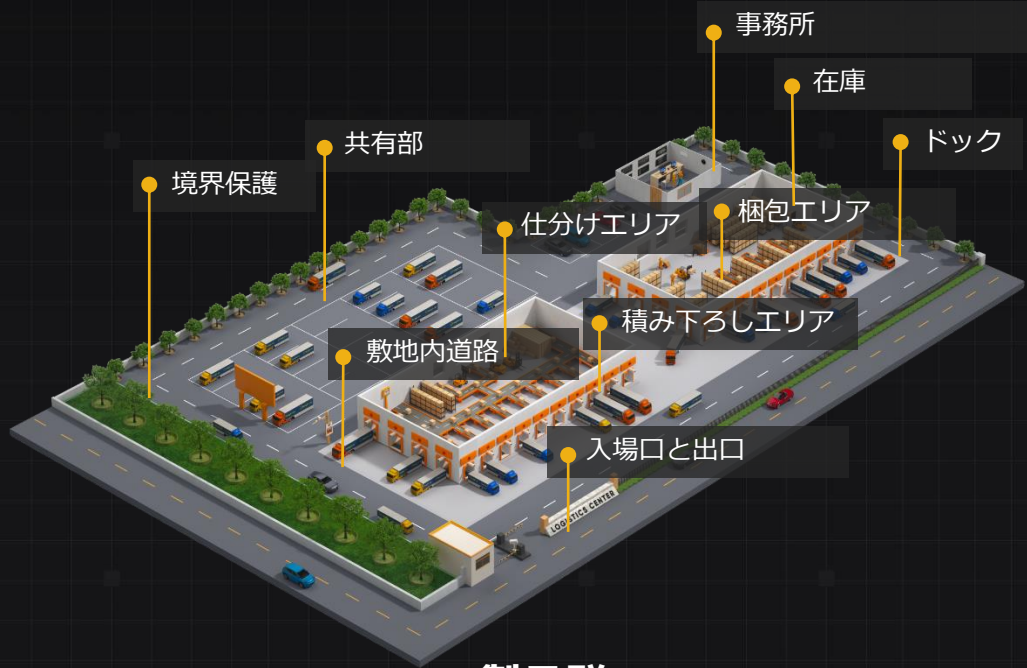 事務所
在庫
ドック
共有部
境界保護
梱包エリア
仕分けエリア
積み下ろしエリア
敷地内道路
入場口と出口
LOGISTICS CENTER